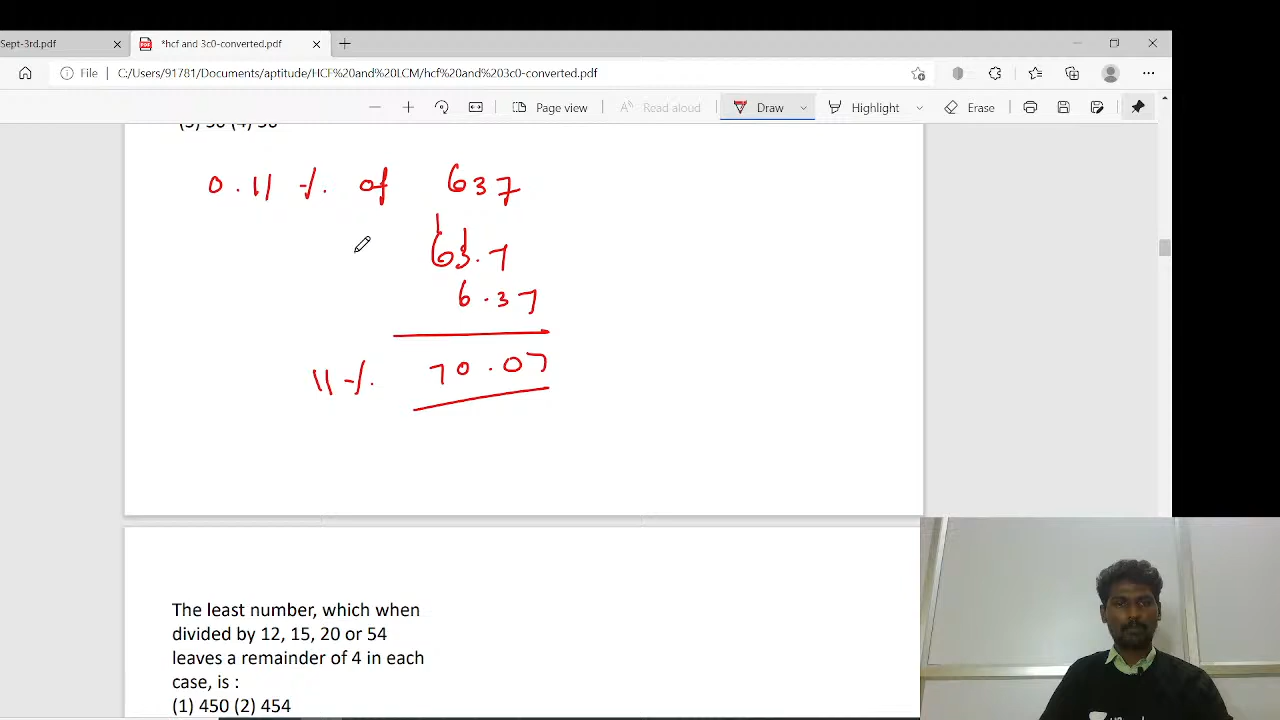 Sept-3rd.pdf
*hcf and 3c0-converted.pdf
File
C:/Users/91781/Documents/aptitude/HCF%20and%20LCM/hcf%20and%203c0-converted.pdf
Page view
Read aloud
Draw
Highlight
Erase
0.11 % of 637
63.7
6.37
11 % 70.07
The least number, which when
divided by 12, 15, 20 or 54
leaves a remainder of 4 in each
case, is :
(1) 450 (2) 454